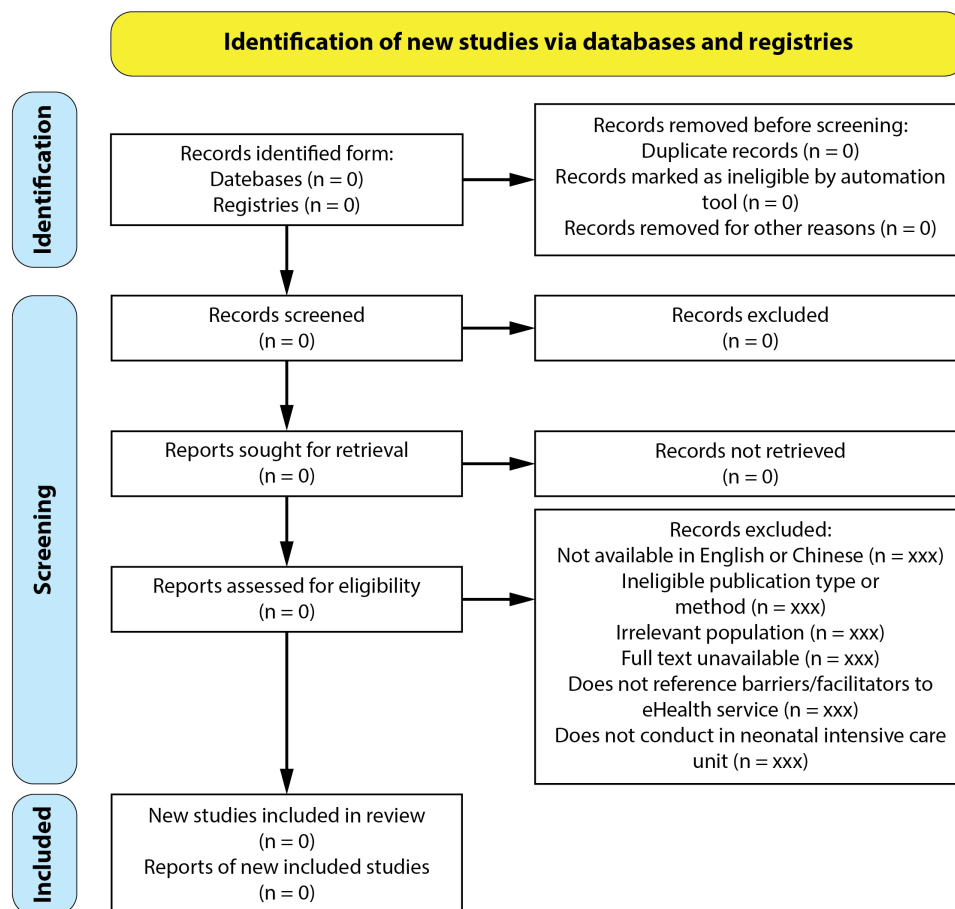 Identification of new studies via databases and registries
Identification
Records identified form:
Datebases (n = 0)
Registries (n = 0)
Records removed before screening:
Duplicate records (n = 0)
Records marked as ineligible by automation
tool (n = 0)
Records removed for other reasons (n = 0)
Screening
Records screened
(n = 0)
Records excluded
(n = 0)
Reports sought for retrieval
(n = 0)
Records not retrieved
(n = 0)
Reports assessed for eligibility
(n = 0)
Records excluded:
Not available in English or Chinese (n = xxx)
Ineligible publication type or
method (n = xxx)
Irrelevant population (n = xxx)
Full text unavailable (n = xxx)
Does not reference barriers/facilitators to
eHealth service (n = xxx)
Does not conduct in neonatal intensive care
unit (n = xxx)
Included
New studies included in review
(n = 0)
Reports of new included studies
(n = 0)